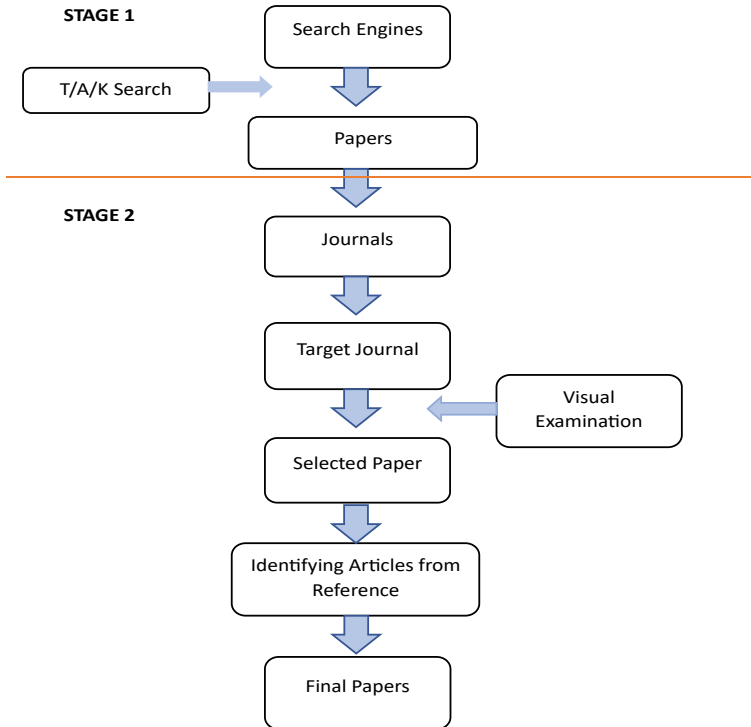 STAGE 1
Search Engines
T/A/K Search
Papers
STAGE 2
Journals
Target Journal
Visual
Examination
Selected Paper
Identifying Articles from
Reference
Final Papers